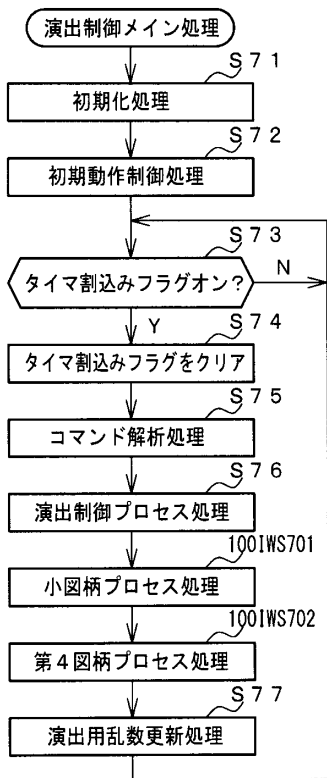 演出制御メイン処理
S71
初期化処理
S72
初期動作制御処理
S73
タイマ割込みフラグオン?
N
Y
S74
タイマ割込みフラグをクリア
S75
コマンド解析処理
S76
演出制御プロセス処理
100IWS701
小図柄プロセス処理
100IWS702
第4図柄プロセス処理
S77
演出用乱数更新処理